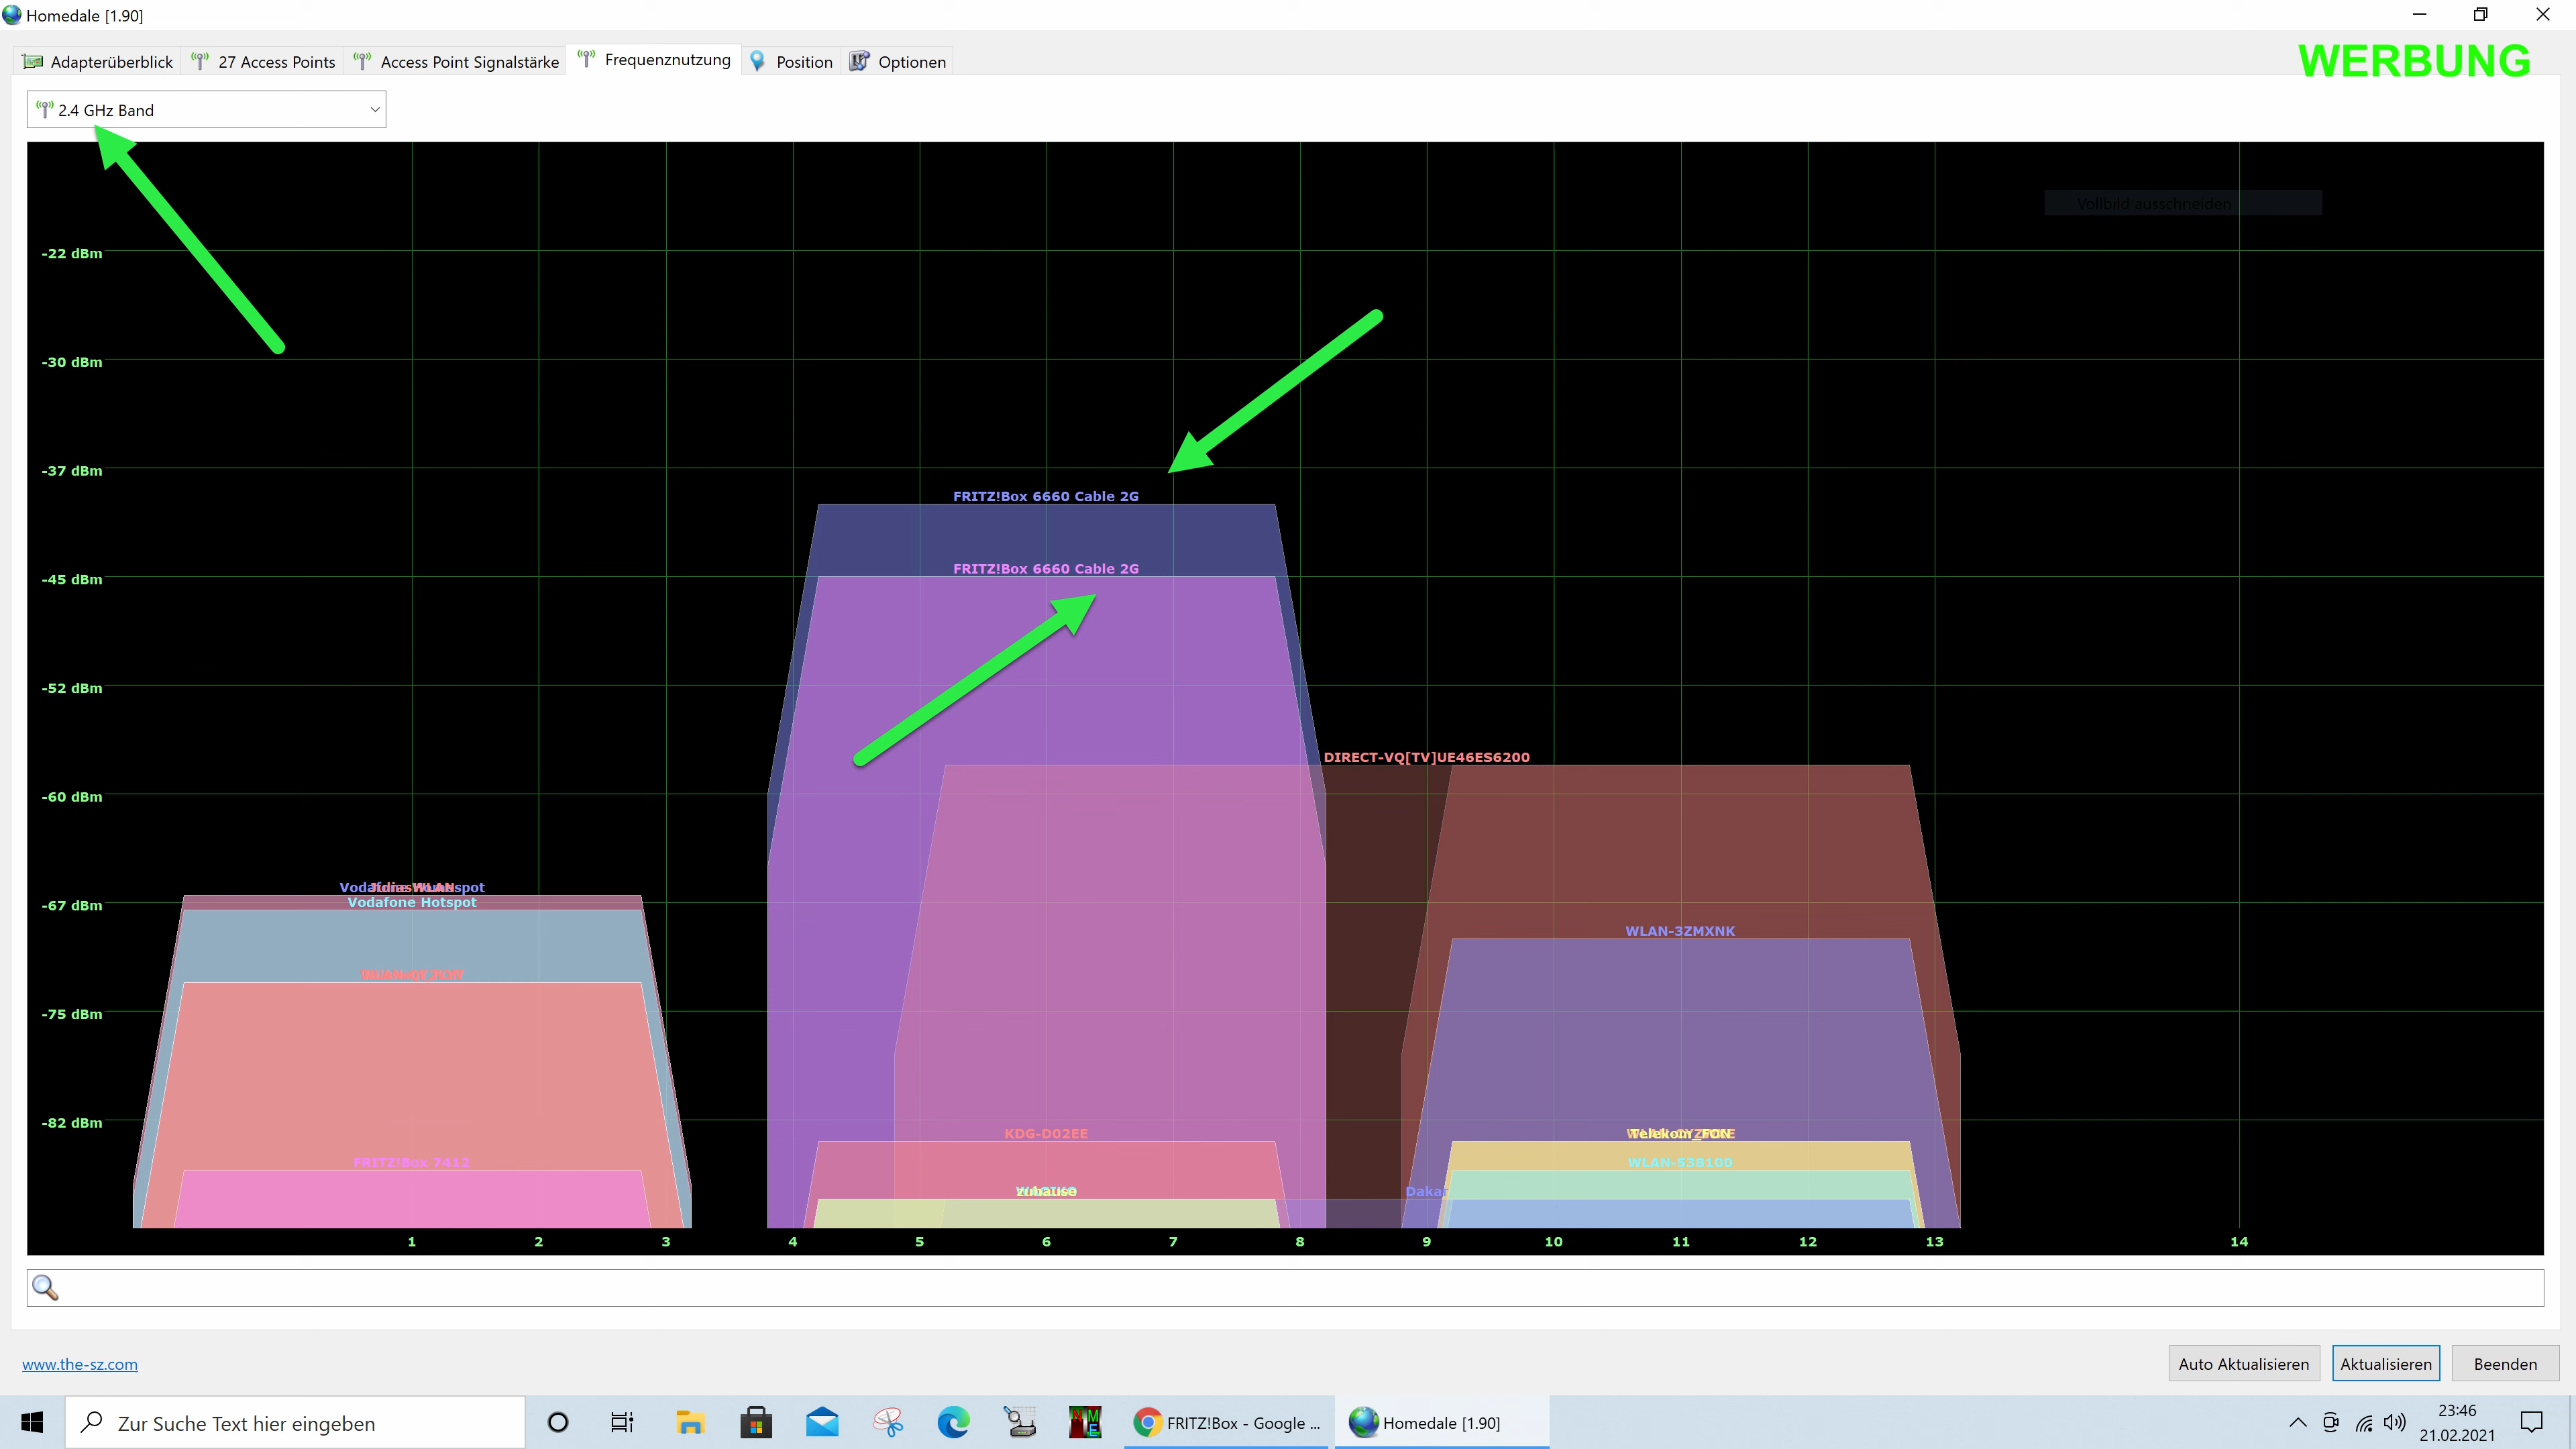 Homedale [1.90]
Adapterüberblick 27 Access Points Access Point Signalstärke Frequenznutzung Position Optionen
WERBUNG
2.4 GHz Band
Vollbild ausschneiden
-22 dBm
-30 dBm
-37 dBm
FRITZ!Box 6660 Cable 2G
FRITZ!Box 6660 Cable 2G
-45 dBm
-52 dBm
DIRECT-VQ[TV]UE46ES6200
-60 dBm
Vodafone Hotspot
-67 dBm
WLAN-3ZMXNK
-75 dBm
-82 dBm
KDG-D02EE
Telekom_FON
FRITZ!Box 7412
WLAN-538100
zuhause
Dakar
1 2 3 4 5 6 7 8 9 10 11 12 13 14
www.the-sz.com
Auto Aktualisieren Aktualisieren Beenden
Zur Suche Text hier eingeben
FRITZ!Box - Google ...
Homedale [1.90]
23:46
21.02.2021